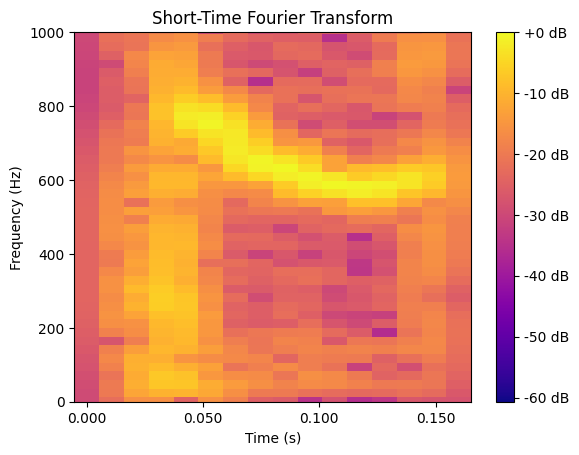 Short-Time Fourier Transform
1000
800
600
400
200
0
Frequency (Hz)
0.000
0.050
0.100
0.150
Time (s)
+0 dB
-10 dB
-20 dB
-30 dB
-40 dB
-50 dB
-60 dB